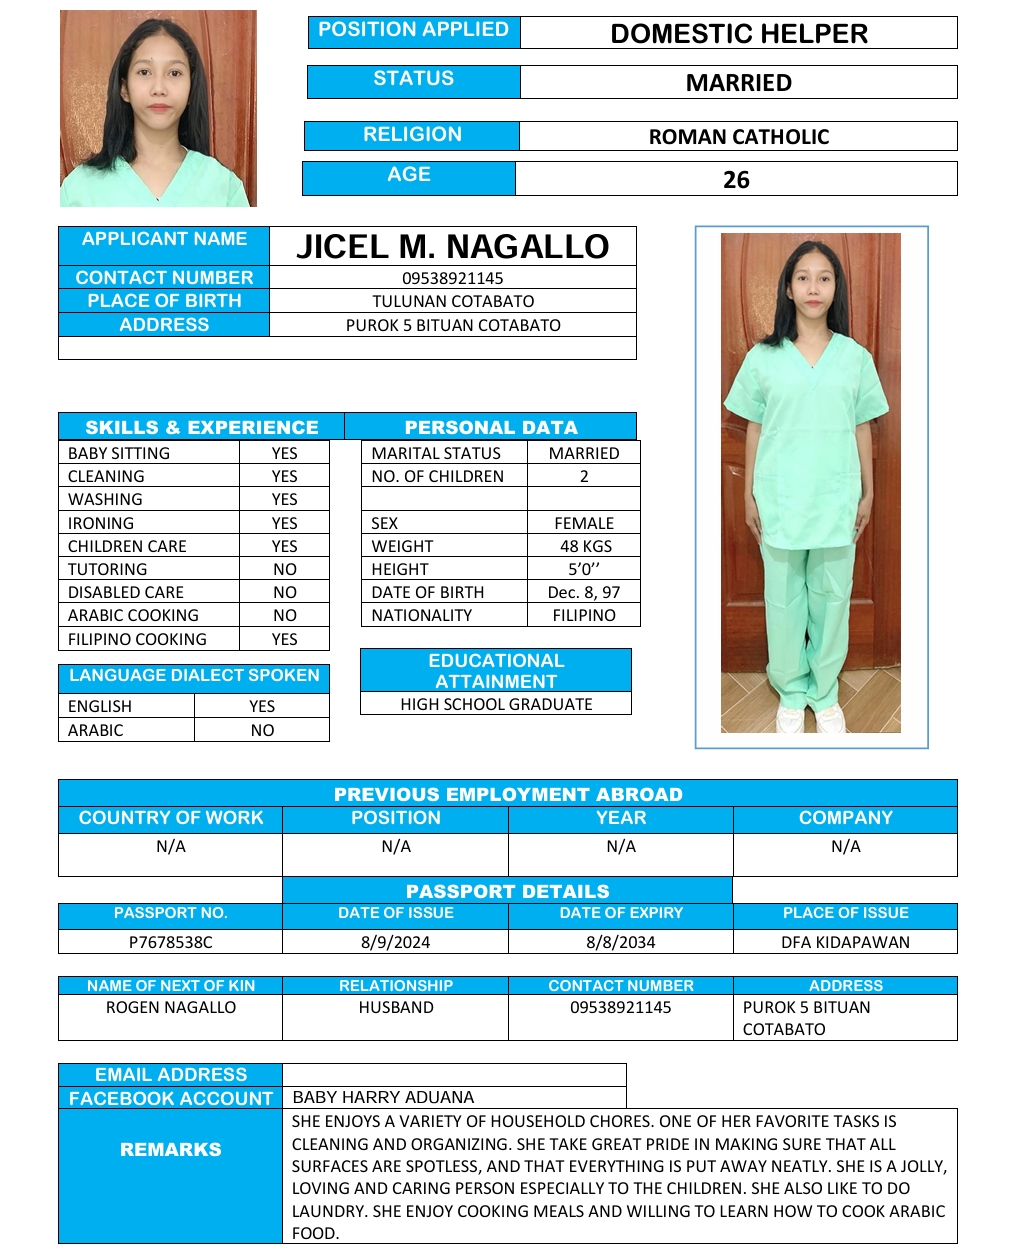 POSITION APPLIED DOMESTIC HELPER
STATUS MARRIED
RELIGION ROMAN CATHOLIC
AGE 26
APPLICANT NAME JICEL M. NAGALLO
CONTACT NUMBER 09538921145
PLACE OF BIRTH TULUNAN COTABATO
ADDRESS PUROK 5 BITUAN COTABATO
SKILLS & EXPERIENCE PERSONAL DATA
BABY SITTING YES MARITAL STATUS MARRIED
CLEANING YES NO. OF CHILDREN 2
WASHING YES
IRONING YES SEX FEMALE
CHILDREN CARE YES WEIGHT 48 KGS
TUTORING NO HEIGHT 5’0’’
DISABLED CARE NO DATE OF BIRTH Dec. 8, 97
ARABIC COOKING NO NATIONALITY FILIPINO
FILIPINO COOKING YES
LANGUAGE DIALECT SPOKEN
ENGLISH YES
ARABIC NO
EDUCATIONAL
ATTAINMENT
HIGH SCHOOL GRADUATE
PREVIOUS EMPLOYMENT ABROAD
COUNTRY OF WORK POSITION YEAR COMPANY
N/A N/A N/A N/A
PASSPORT DETAILS
PASSPORT NO. DATE OF ISSUE DATE OF EXPIRY PLACE OF ISSUE
P7678538C 8/9/2024 8/8/2034 DFA KIDAPAWAN
NAME OF NEXT OF KIN RELATIONSHIP CONTACT NUMBER ADDRESS
ROGEN NAGALLO HUSBAND 09538921145 PUROK 5 BITUAN
COTABATO
EMAIL ADDRESS
FACEBOOK ACCOUNT BABY HARRY ADUANA
REMARKS
SHE ENJOYS A VARIETY OF HOUSEHOLD CHORES. ONE OF HER FAVORITE TASKS IS
CLEANING AND ORGANIZING. SHE TAKE GREAT PRIDE IN MAKING SURE THAT ALL
SURFACES ARE SPOTLESS, AND THAT EVERYTHING IS PUT AWAY NEATLY. SHE IS A JOLLY,
LOVING AND CARING PERSON ESPECIALLY TO THE CHILDREN. SHE ALSO LIKE TO DO
LAUNDRY. SHE ENJOY COOKING MEALS AND WILLING TO LEARN HOW TO COOK ARABIC
FOOD.